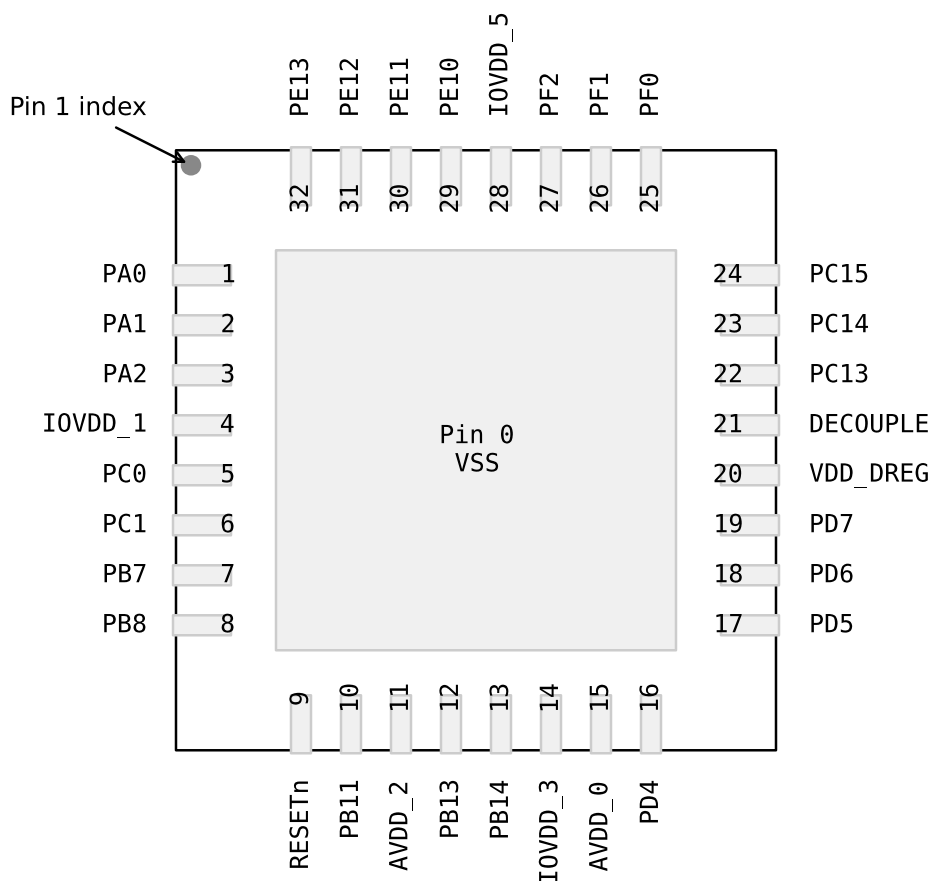 IOVDD_5
PE13 PE12 PE11 PE10 PF2 PF1 PF0
Pin 1 index
32 31 30 29 28 27 26 25
PA0 1 24 PC15
PA1 2 23 PC14
PA2 3 22 PC13
IOVDD_1 4 21 DECOUPLE
Pin 0
VSS
PC0 5 20 VDD_DREG
PC1 6 19 PD7
PB7 7 18 PD6
PB8 8 17 PD5
9 10 11 12 13 14 15 16
RESETn PB11 AVDD_2 PB13 PB14 IOVDD_3 AVDD_0 PD4